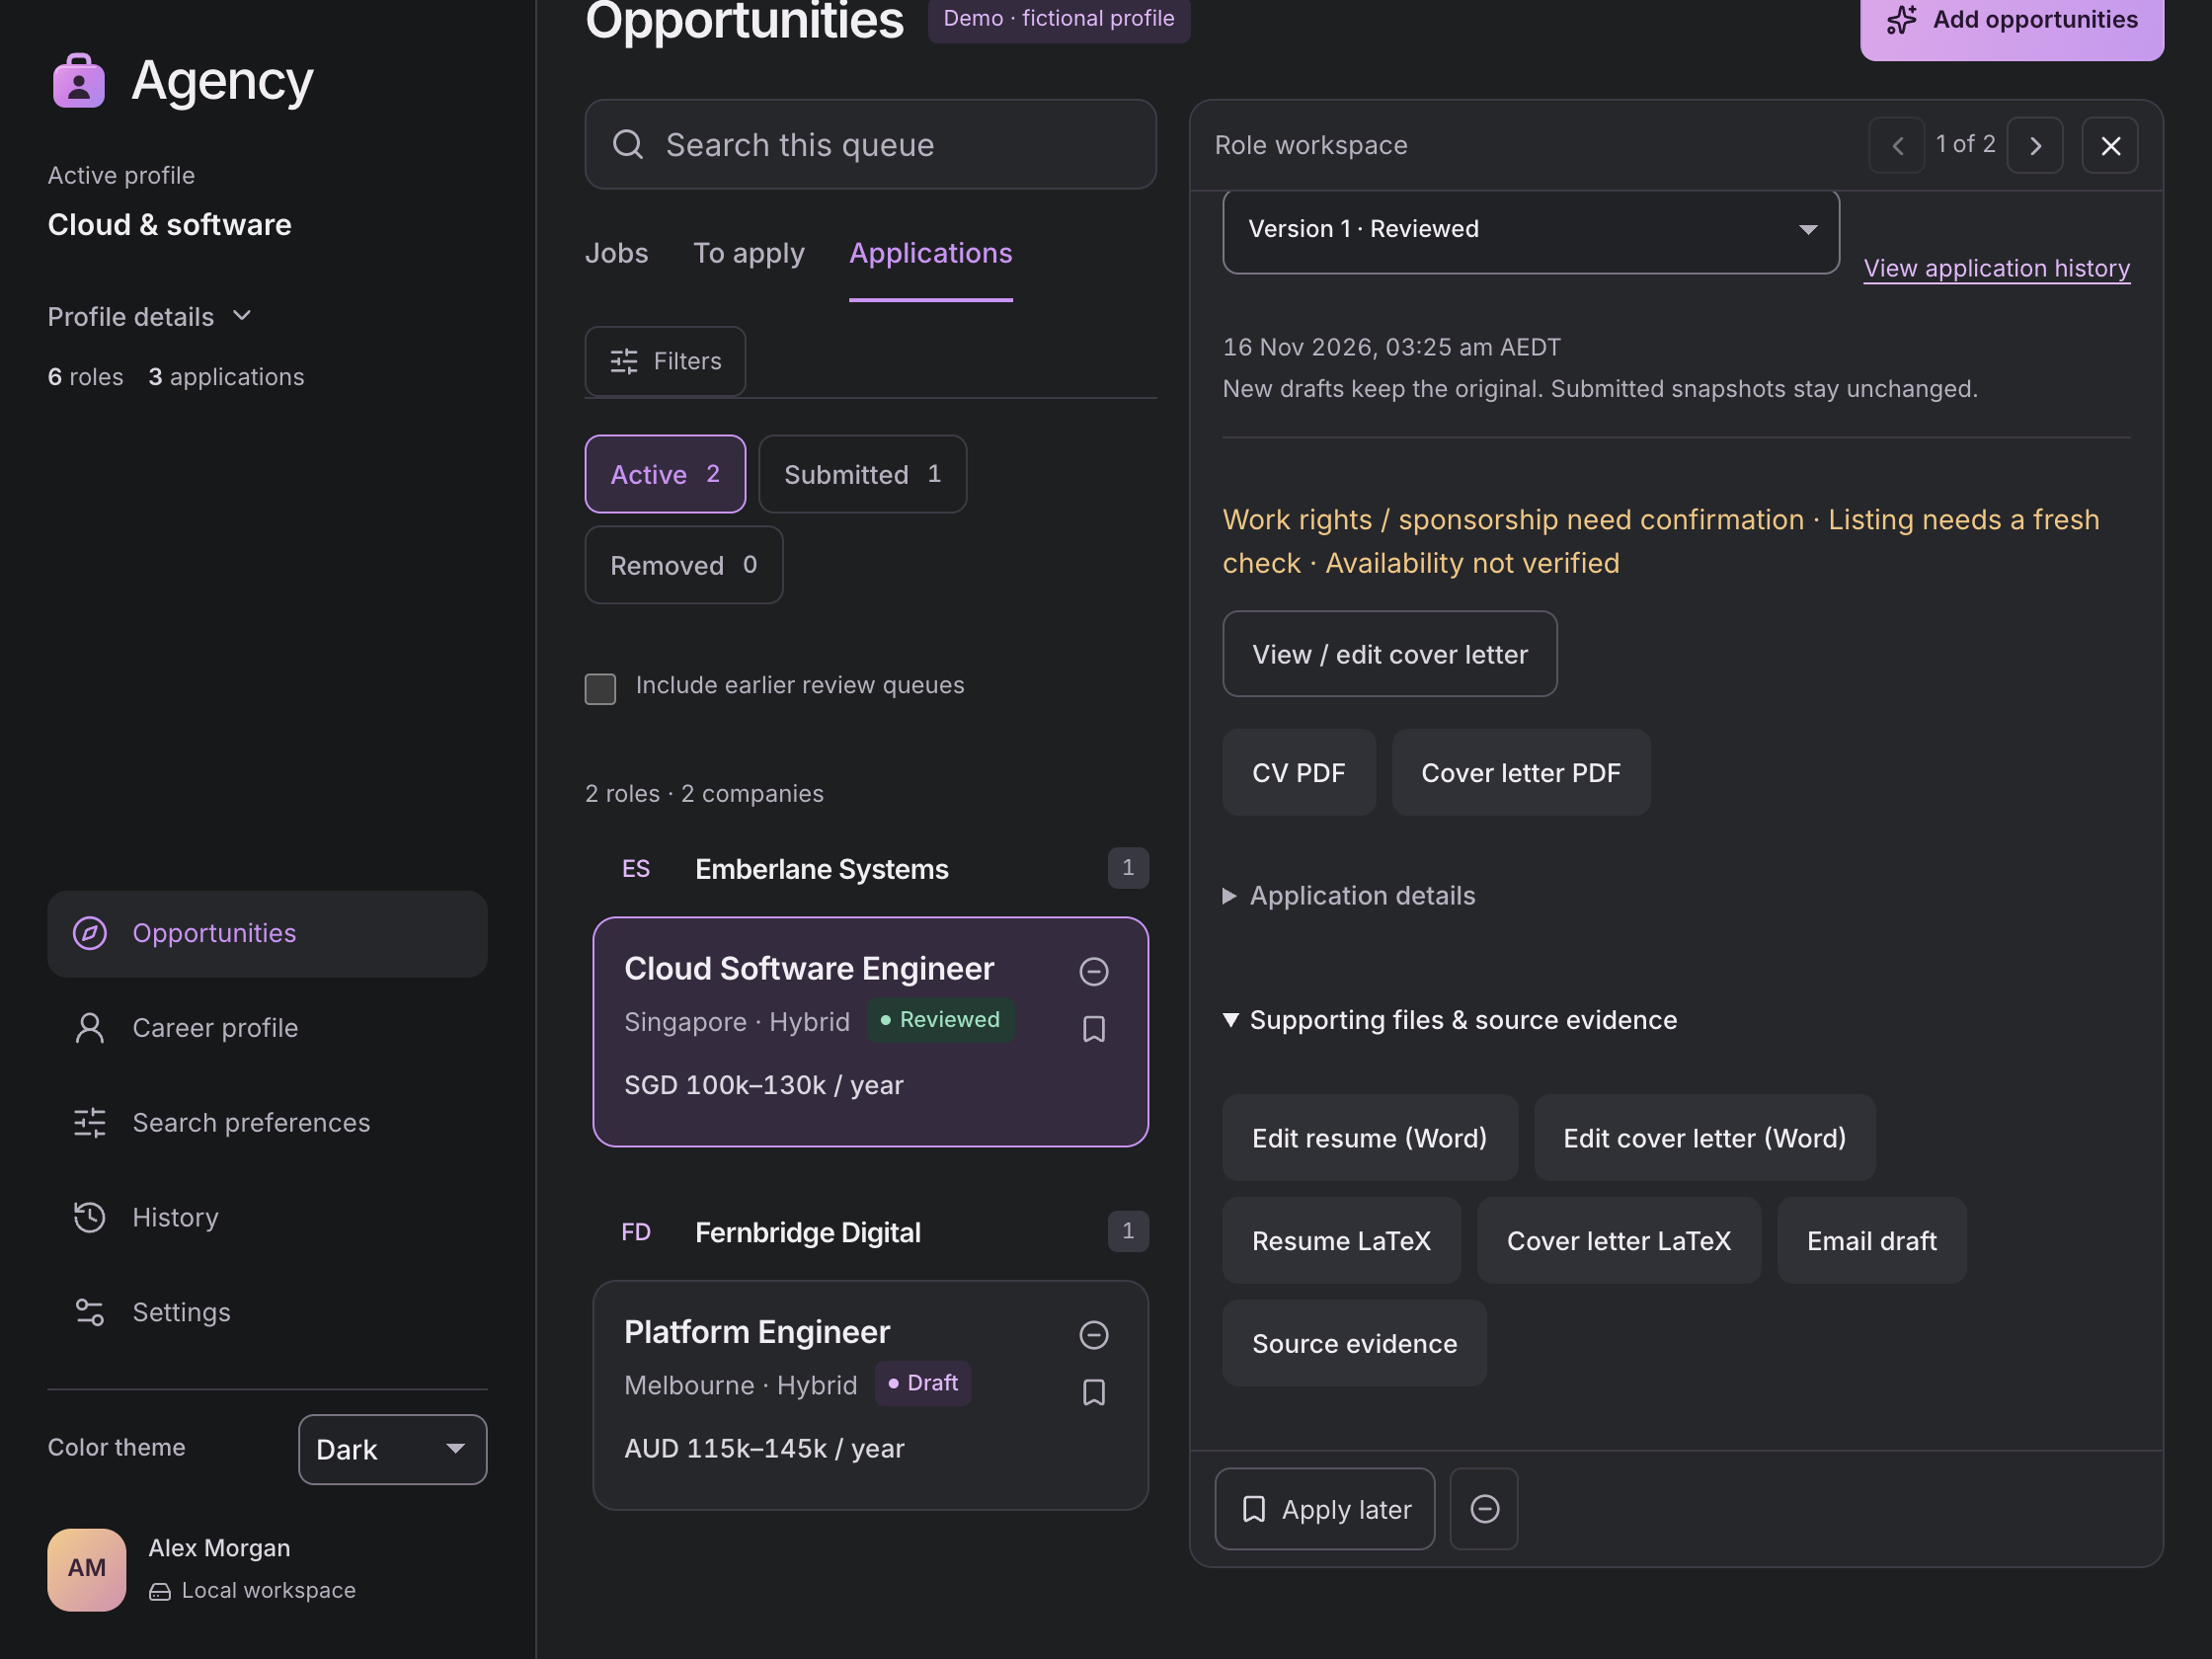 Agency
Active profile
Cloud & software
Profile details
6 roles 3 applications
Opportunities
Career profile
Search preferences
History
Settings
Color theme
Dark
AM
Alex Morgan
Local workspace
Opportunities
Demo · fictional profile
Add opportunities
Search this queue
Jobs
To apply
Applications
Filters
Active 2
Submitted 1
Removed 0
Include earlier review queues
2 roles · 2 companies
ES
Emberlane Systems
1
Cloud Software Engineer
Singapore · Hybrid
Reviewed
SGD 100k–130k / year
FD
Fernbridge Digital
1
Platform Engineer
Melbourne · Hybrid
Draft
AUD 115k–145k / year
Role workspace
1 of 2
Version 1 · Reviewed
View application history
16 Nov 2026, 03:25 am AEDT
New drafts keep the original. Submitted snapshots stay unchanged.
Work rights / sponsorship need confirmation · Listing needs a fresh
check · Availability not verified
View / edit cover letter
CV PDF
Cover letter PDF
Application details
Supporting files & source evidence
Edit resume (Word)
Edit cover letter (Word)
Resume LaTeX
Cover letter LaTeX
Email draft
Source evidence
Apply later